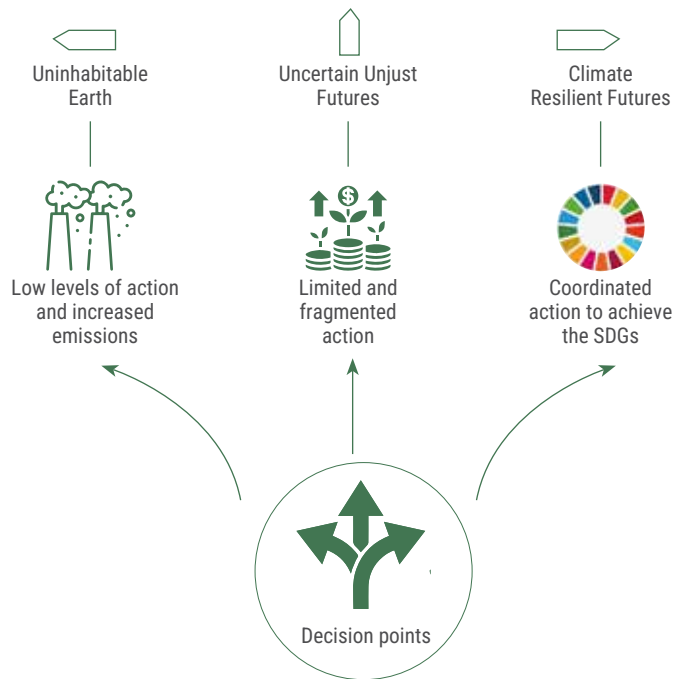 Uninhabitable
Earth
Uncertain Unjust
Futures
Climate
Resilient Futures
$
Low levels of action
and increased
emissions
Limited and
fragmented
action
Coordinated
action to achieve
the SDGs
Decision points